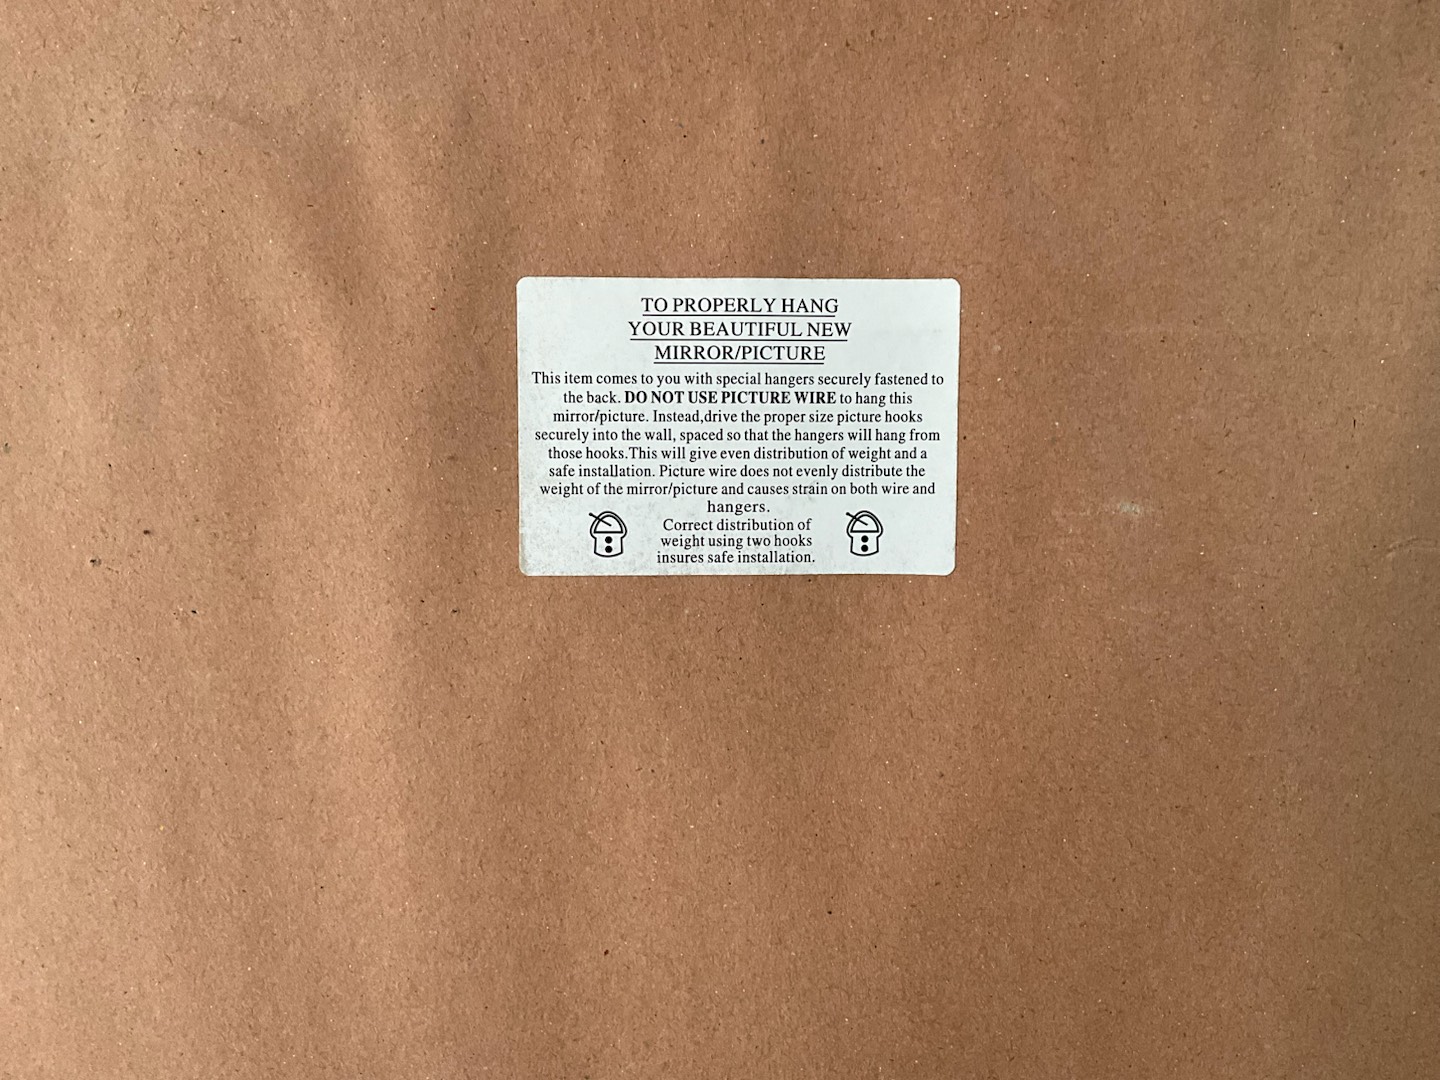 TO PROPERLY HANG
YOUR BEAUTIFUL NEW
MIRROR/PICTURE
This item comes to you with special hangers securely fastened to
the back. DO NOT USE PICTURE WIRE to hang this
mirror/picture. Instead,drive the proper size picture hooks
securely into the wall, spaced so that the hangers will hang from
those hooks.This will give even distribution of weight and a
safe installation. Picture wire does not evenly distribute the
weight of the mirror/picture and causes strain on both wire and
hangers.
Correct distribution of
weight using two hooks
insures safe installation.